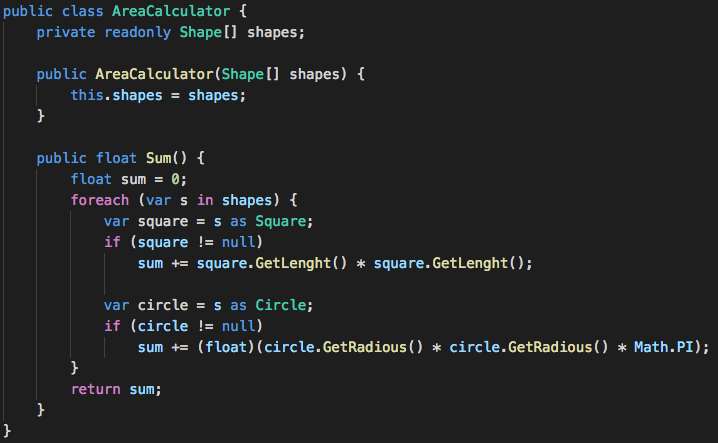 public class AreaCalculator {
private readonly Shape[] shapes;
public AreaCalculator(Shape[] shapes) {
this.shapes = shapes;
}
public float Sum() {
float sum = 0;
foreach (var s in shapes) {
var square = s as Square;
if (square != null)
sum += square.GetLenght() * square.GetLenght();
var circle = s as Circle;
if (circle != null)
sum += (float)(circle.GetRadious() * circle.GetRadious() * Math.PI);
}
return sum;
}
}